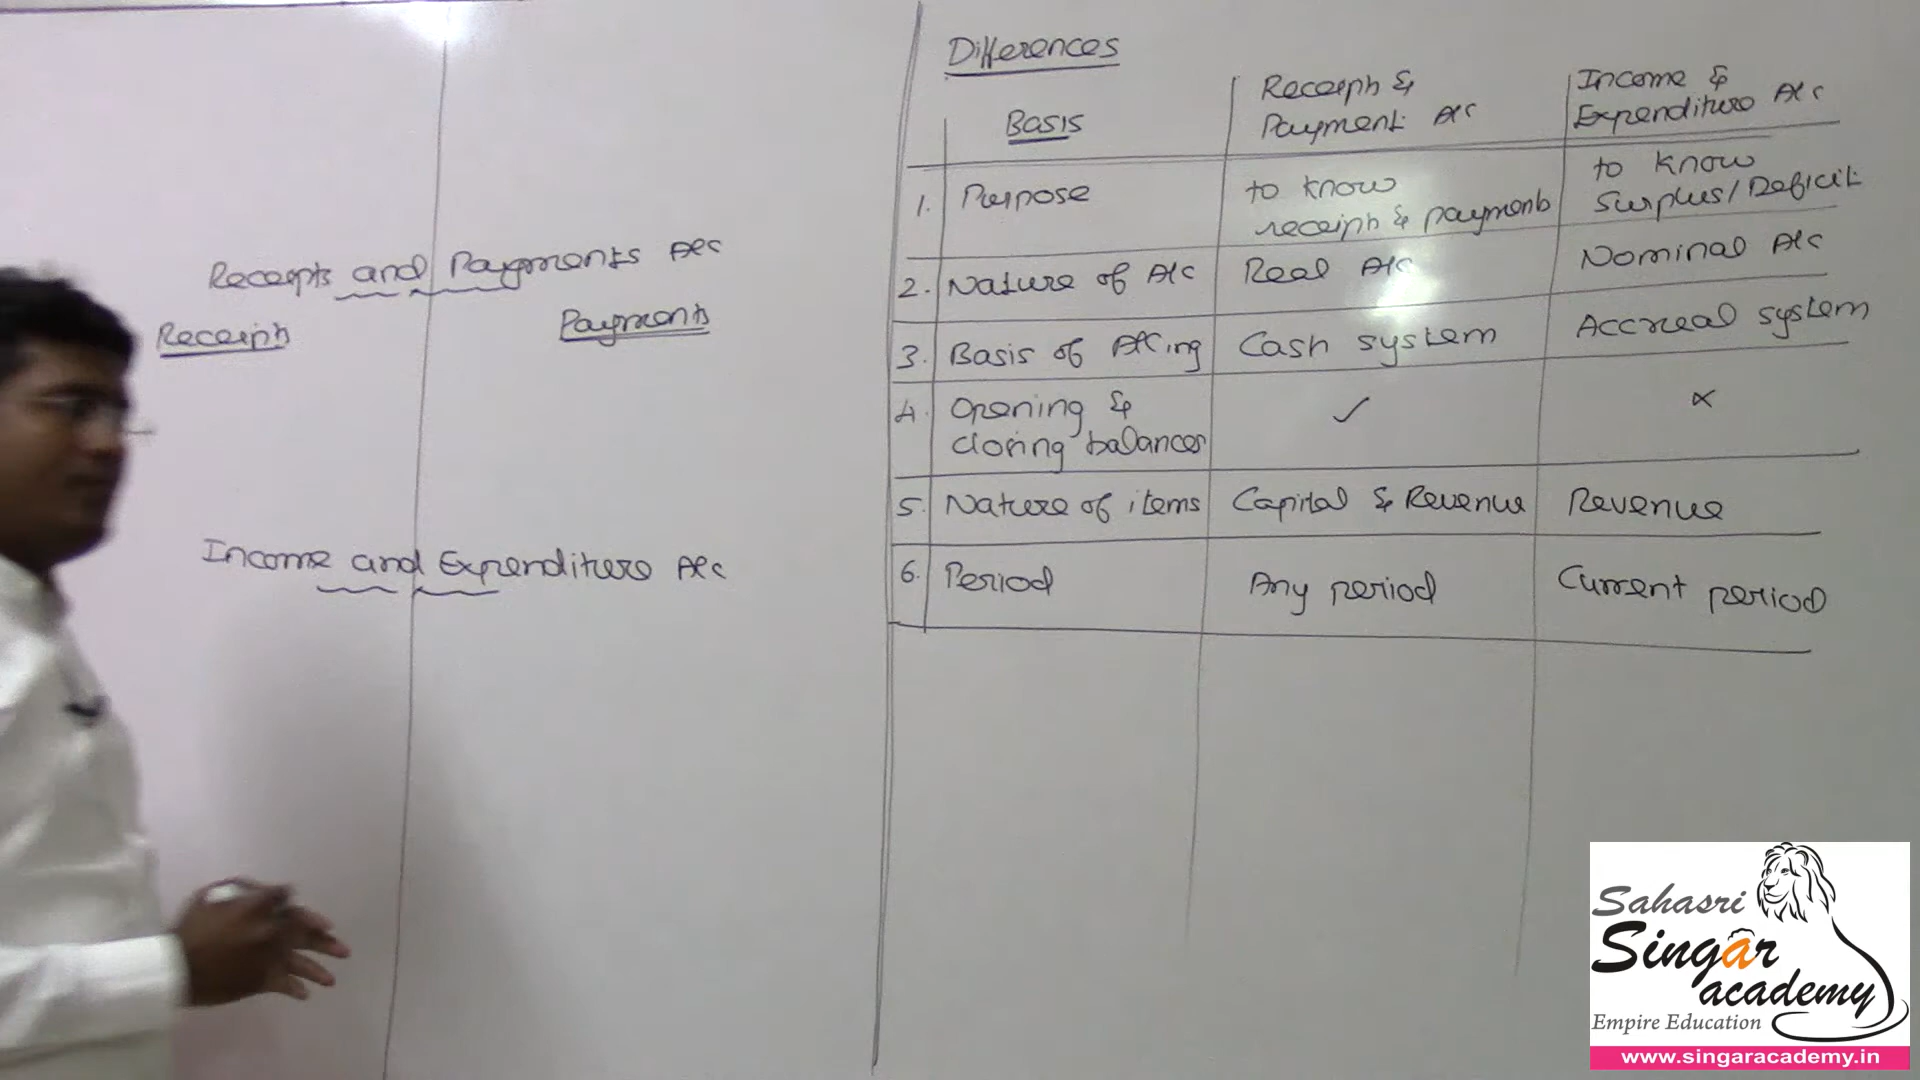 Receipts and Payments A/c
Receipts
Payments
Income and Expenditure A/c
Differences
Basis
Receipts &
Payments A/c
Income &
Expenditure A/c
1. Purpose
to know
receipts & payments
to know
Surplus/Deficit
2. Nature of A/c
Real A/c
Nominal A/c
3. Basis of A/cing
Cash system
Accrual system
4. Opening &
closing balances
✓
×
5. Nature of items
Capital & Revenue
Revenue
6. Period
Any period
Current period
Sahasri
Singar
academy
Empire Education
www.singaracademy.in